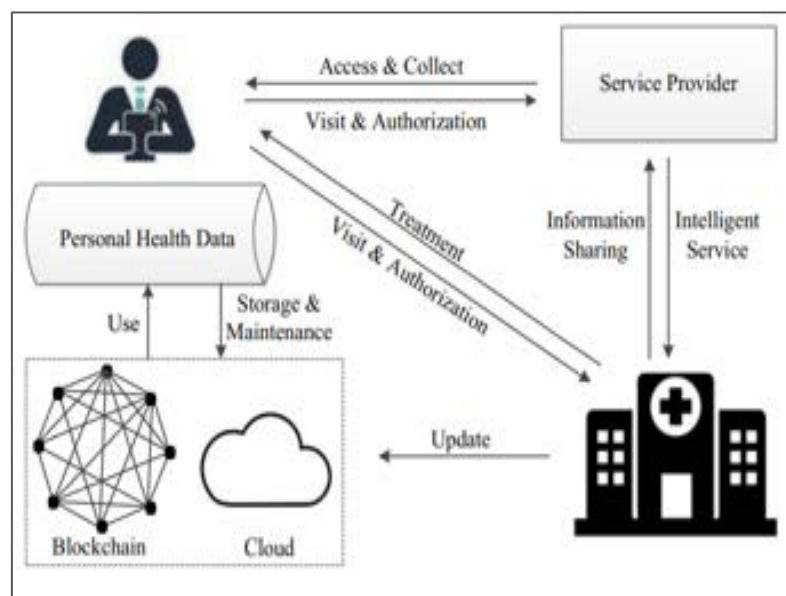 Access & Collect
Service Provider
Visit & Authorization
Personal Health Data
Treatment
Visit & Authorization
Information
Sharing
Intelligent
Service
Use
Storage &
Maintenance
Update
Blockchain
Cloud